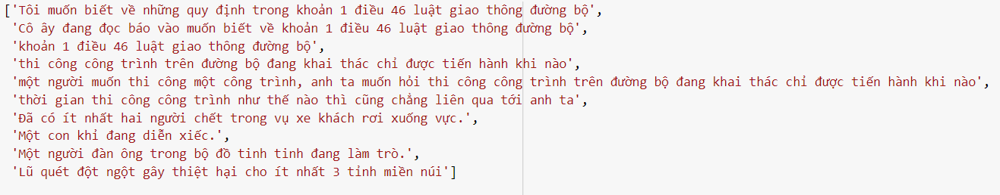 ['Tôi muốn biết về những quy định trong khoản 1 điều 46 luật giao thông đường bộ',
'Cô ây đang đọc báo vào muốn biết về khoản 1 điều 46 luật giao thông đường bộ',
'khoản 1 điều 46 luật giao thông đường bộ',
'thi công công trình trên đường bộ đang khai thác chỉ được tiến hành khi nào',
'một người muốn thi công một công trình, anh ta muốn hỏi thi công công trình trên đường bộ đang khai thác chỉ được tiến hành khi nào',
'thời gian thi công công trình như thế nào thì cũng chẳng liên qua tới anh ta',
'Đã có ít nhất hai người chết trong vụ xe khách rơi xuống vực.',
'Một con khỉ đang diễn xiếc.',
'Một người đàn ông trong bộ đồ tinh tinh đang làm trò.',
'Lũ quét đột ngột gây thiệt hại cho ít nhất 3 tỉnh miền núi']